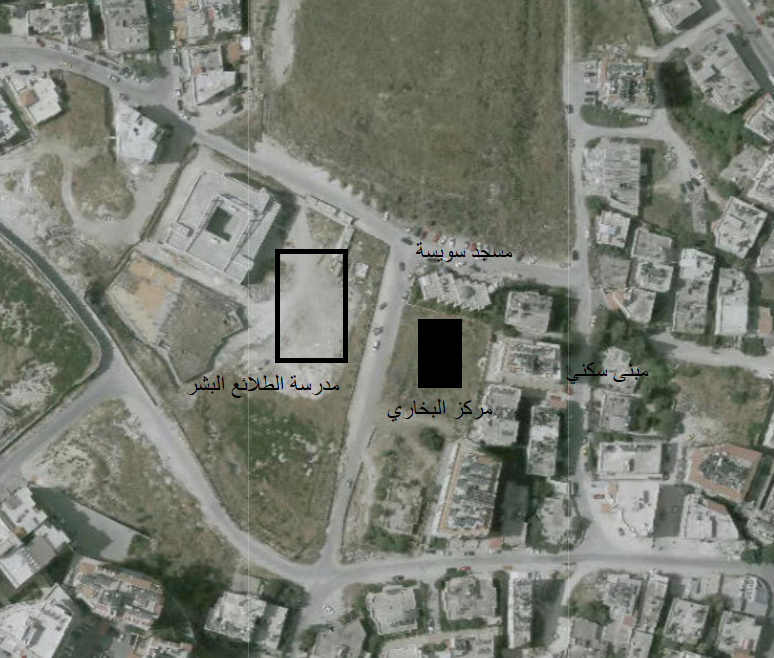 مسجد سويسة
مبنى سكني
مدرسة الطلائع البشر
مركز البخاري